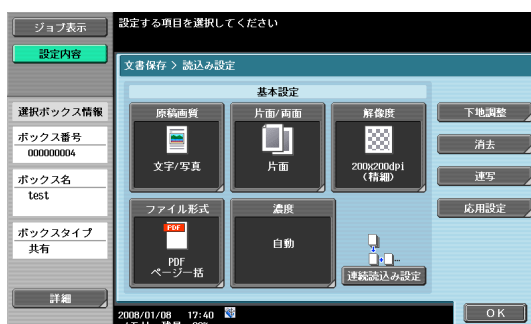 ジョブ表示
設定する項目を選択してください
設定内容
文書保存 > 読込み設定
基本設定
選択ボックス情報
ボックス番号
000000004
ボックス名
test
ボックスタイプ
共有
詳細
原稿画質
文字/写真
片面/両面
片面
解像度
200x200dpi
(精細)
ファイル形式
PDF
PDF
ページ一括
濃度
自動
連続読込み設定
下地調整
消去
連写
応用設定
2008/01/08 17:40
OK